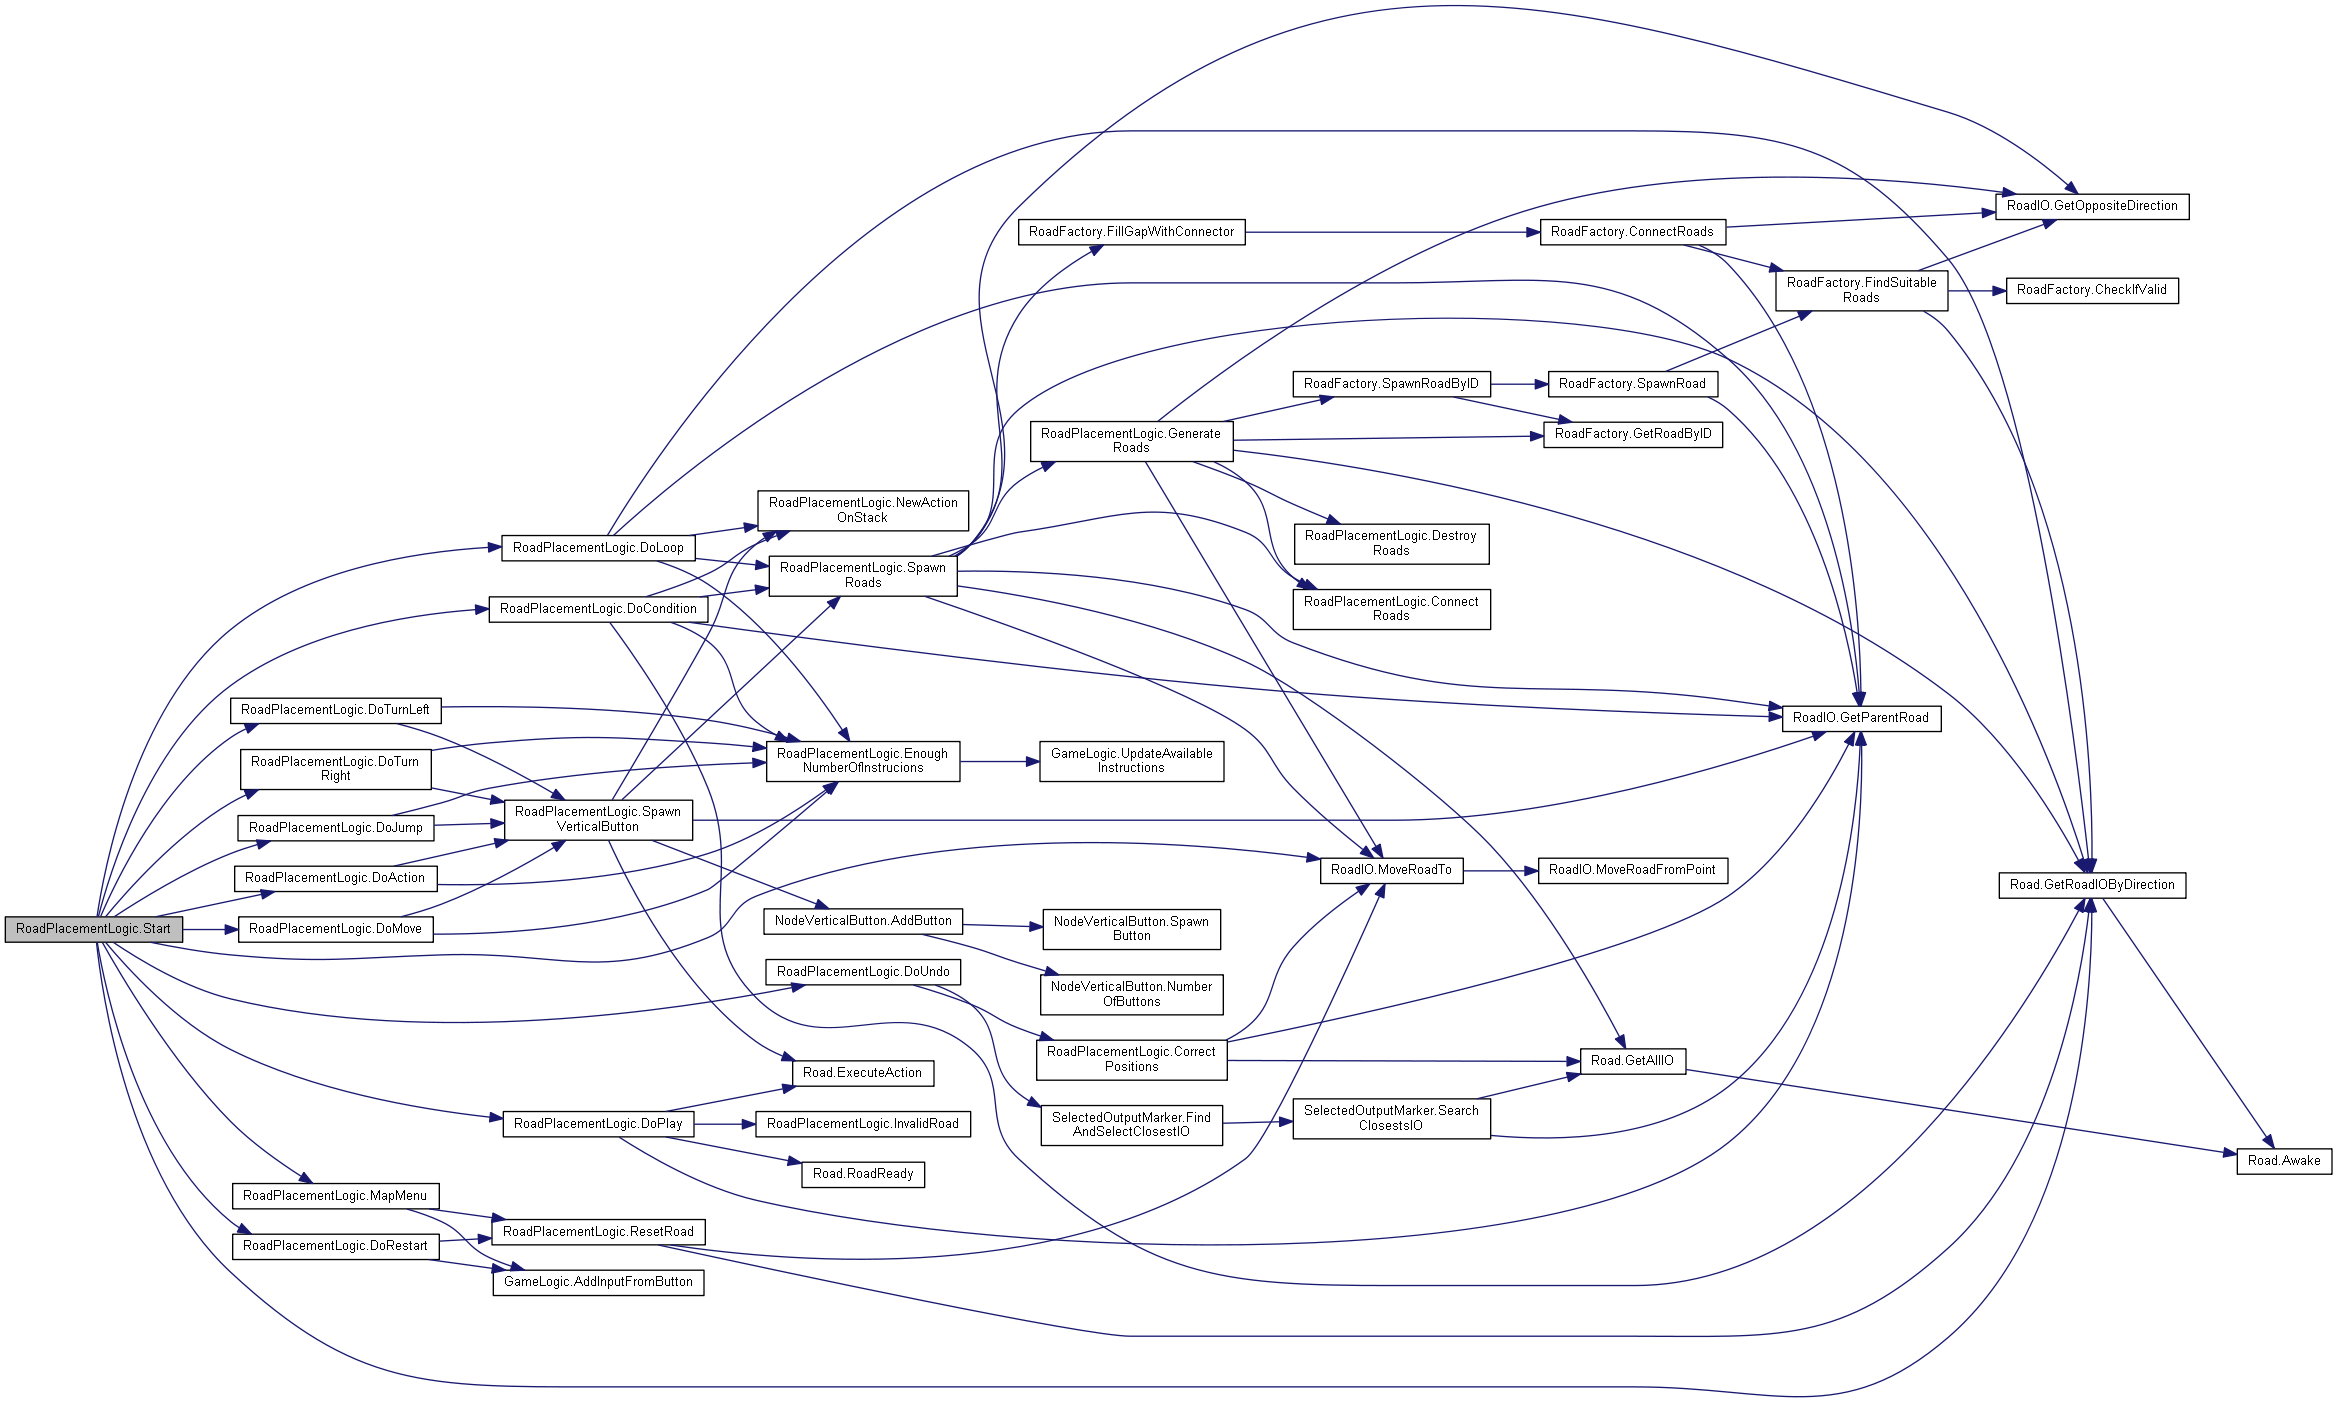 RoadPlacementLogic.Start
RoadPlacementLogic.DoLoop
RoadPlacementLogic.DoCondition
RoadPlacementLogic.DoTurnLeft
RoadPlacementLogic.DoTurn
Right
RoadPlacementLogic.DoJump
RoadPlacementLogic.DoAction
RoadPlacementLogic.DoMove
RoadPlacementLogic.MapMenu
RoadPlacementLogic.DoRestart
RoadPlacementLogic.Spawn
VerticalButton
RoadPlacementLogic.DoPlay
RoadPlacementLogic.ResetRoad
GameLogic.AddInputFromButton
RoadPlacementLogic.NewAction
OnStack
RoadPlacementLogic.Spawn
Roads
RoadPlacementLogic.Enough
NumberOfInstrucions
NodeVerticalButton.AddButton
RoadPlacementLogic.DoUndo
Road.ExecuteAction
RoadPlacementLogic.InvalidRoad
Road.RoadReady
RoadFactory.FillGapWithConnector
RoadPlacementLogic.Generate
Roads
GameLogic.UpdateAvailable
Instructions
NodeVerticalButton.Spawn
Button
NodeVerticalButton.Number
OfButtons
RoadPlacementLogic.Correct
Positions
SelectedOutputMarker.Find
AndSelectClosestIO
RoadFactory.SpawnRoadByID
RoadPlacementLogic.Destroy
Roads
RoadPlacementLogic.Connect
Roads
RoadIO.MoveRoadTo
SelectedOutputMarker.Search
ClosestsIO
RoadFactory.ConnectRoads
RoadFactory.SpawnRoad
RoadFactory.GetRoadByID
RoadIO.MoveRoadFromPoint
Road.GetAllIO
RoadFactory.FindSuitable
Roads
RoadIO.GetParentRoad
RoadIO.GetOppositeDirection
RoadFactory.CheckIfValid
Road.GetRoadIOByDirection
Road.Awake